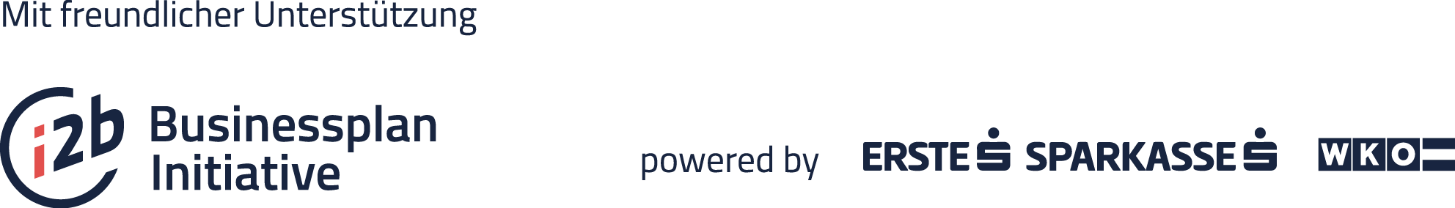 Mit freundlicher Unterstützung
i2b Businessplan
Initiative
powered by ERSTE SPARKASSE WKO